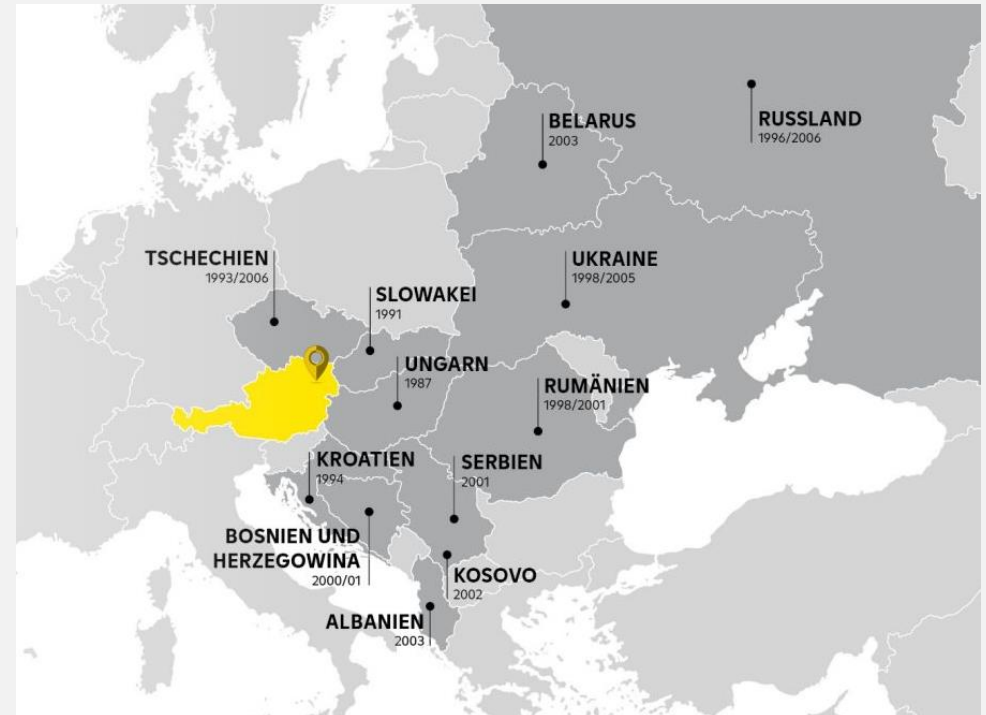 BELARUS
2003
RUSSLAND
1996/2006
TSCHECHIEN
1993/2006
UKRAINE
1998/2005
SLOWAKEI
1991
UNGARN
1987
RUMÄNIEN
1998/2001
KROATIEN
1994
SERBIEN
2001
BOSNIEN UND
HERZEGOWINA
2000/01
KOSOVO
2002
ALBANIEN
2003